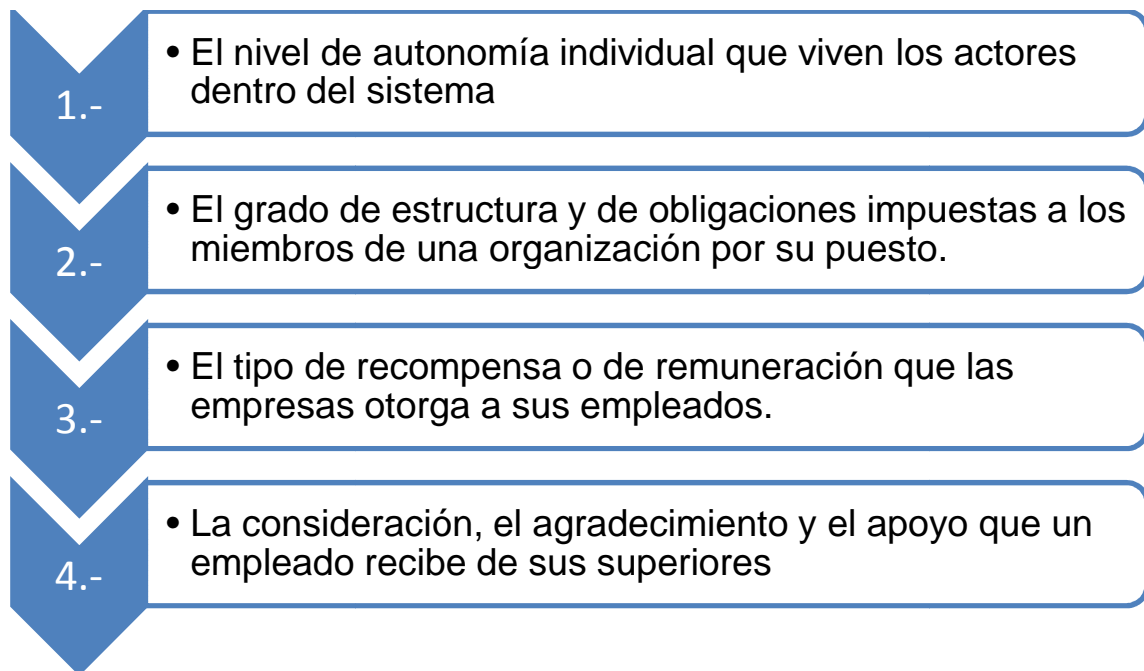 1.-
• El nivel de autonomía individual que viven los actores
dentro del sistema
2.-
• El grado de estructura y de obligaciones impuestas a los
miembros de una organización por su puesto.
3.-
• El tipo de recompensa o de remuneración que las
empresas otorga a sus empleados.
4.-
• La consideración, el agradecimiento y el apoyo que un
empleado recibe de sus superiores